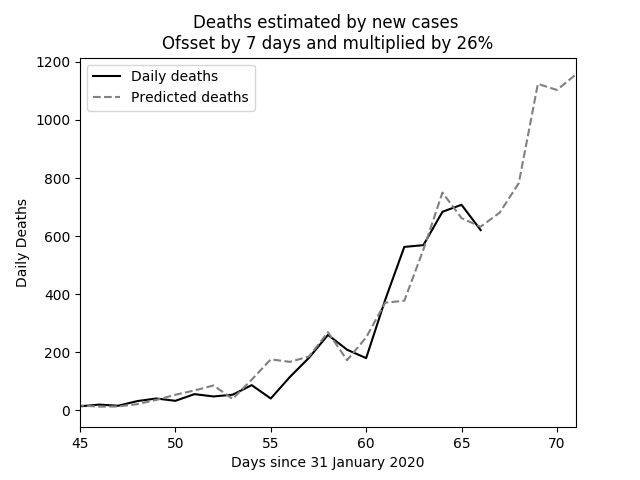 Deaths estimated by new cases
Ofsset by 7 days and multiplied by 26%
Daily deaths
Predicted deaths
1200
1000
800
600
400
200
0
Daily Deaths
45
50
55
60
65
70
Days since 31 January 2020